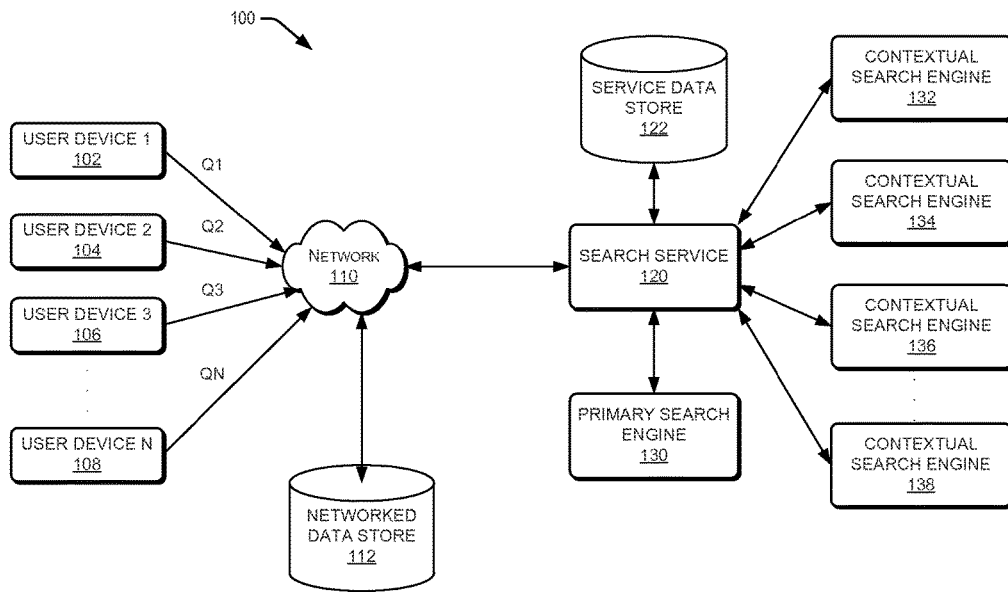 100
USER DEVICE 1
102
Q1
USER DEVICE 2
104
Q2
USER DEVICE 3
106
Q3
USER DEVICE N
108
QN
NETWORK
110
NETWORKED
DATA STORE
112
SERVICE DATA
STORE
122
SEARCH SERVICE
120
PRIMARY SEARCH
ENGINE
130
CONTEXTUAL
SEARCH ENGINE
132
CONTEXTUAL
SEARCH ENGINE
134
CONTEXTUAL
SEARCH ENGINE
136
CONTEXTUAL
SEARCH ENGINE
138